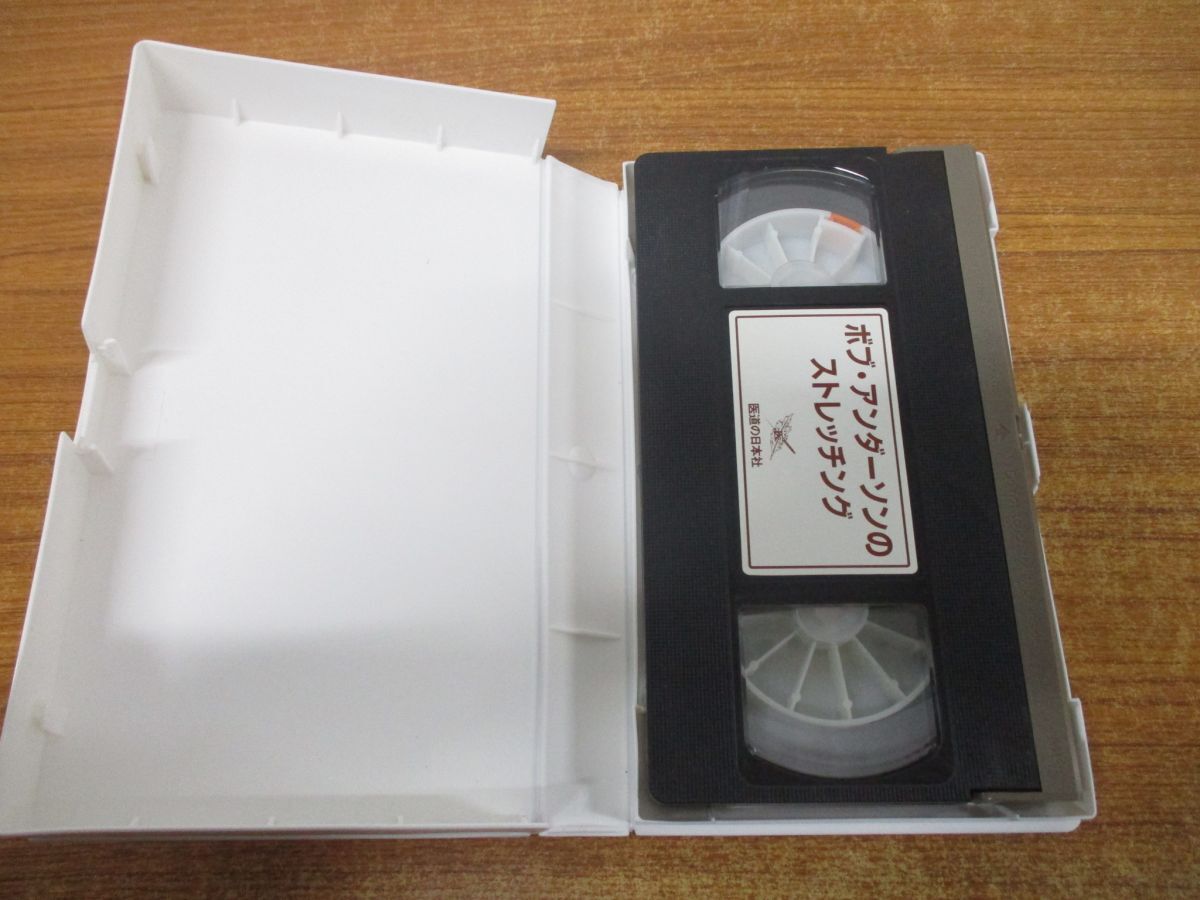 ボブ・アンダーソンの
ストレッチング
医道の日本社